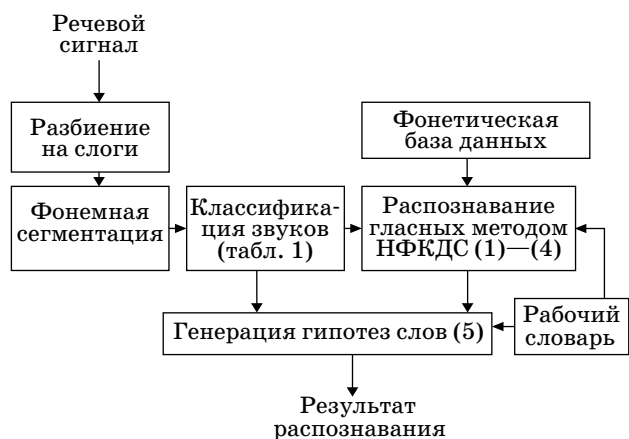 Речевой
сигнал
Разбиение
на слоги
Фонетическая
база данных
Фонемная
сегментация
Классифика-
ция звуков
(табл. 1)
Распознавание
гласных методом
НФКДС (1)—(4)
Генерация гипотез слов (5)
Рабочий
словарь
Результат
распознавания